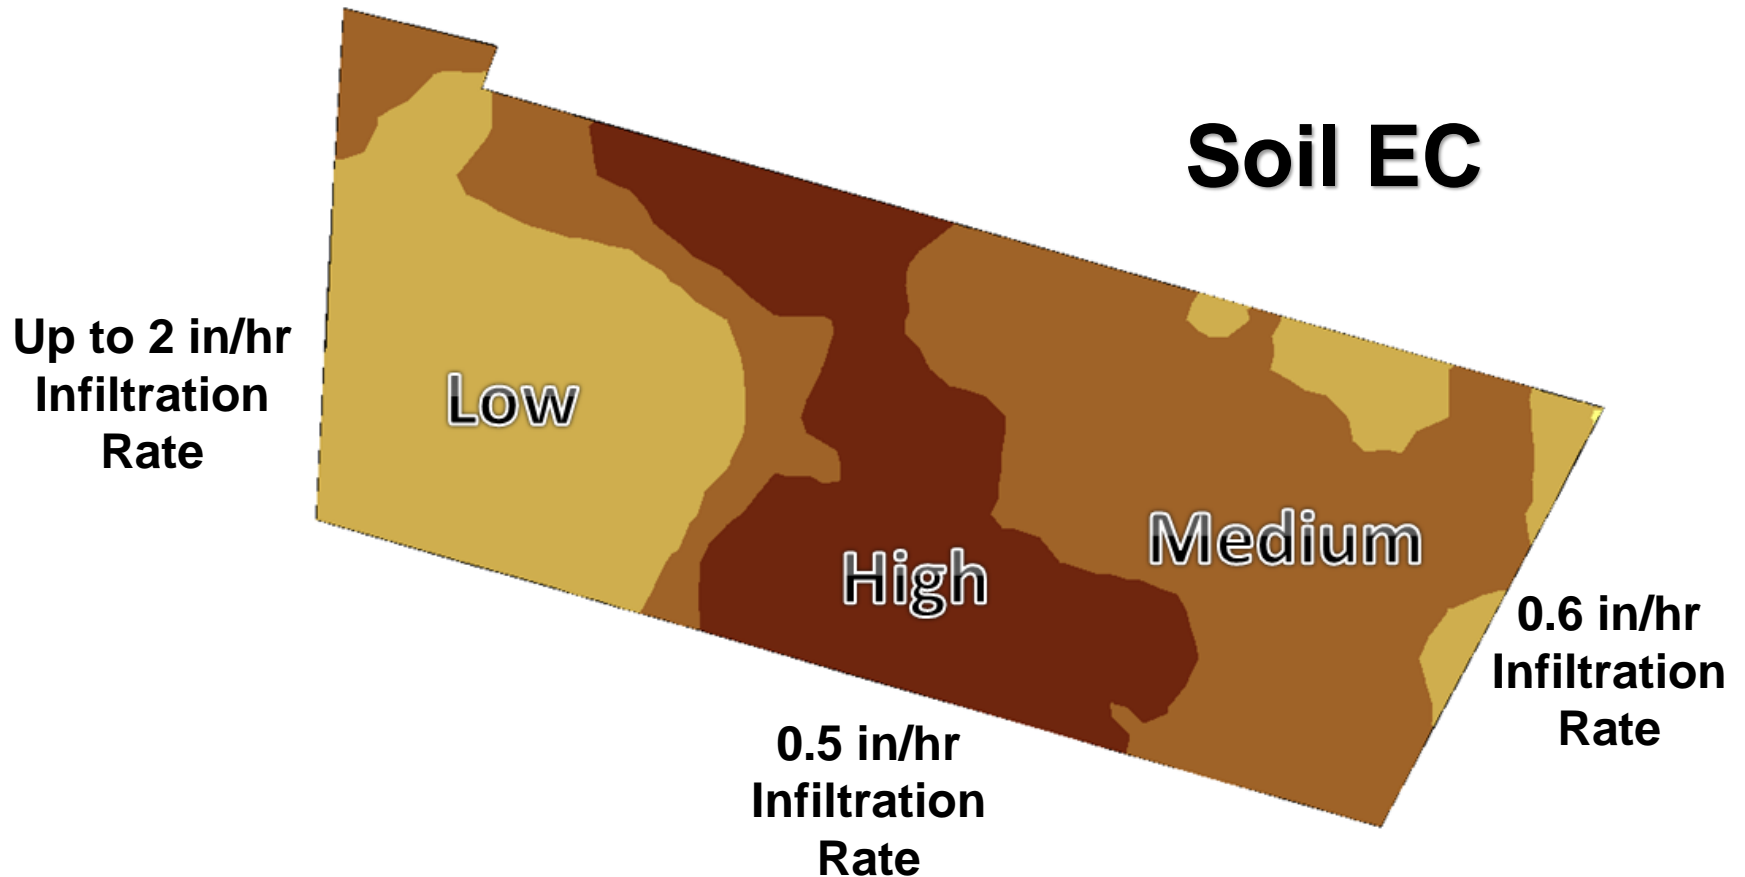 Soil EC
Up to 2 in/hr
Infiltration
Rate
Low
Medium
High
0.6 in/hr
Infiltration
Rate
0.5 in/hr
Infiltration
Rate